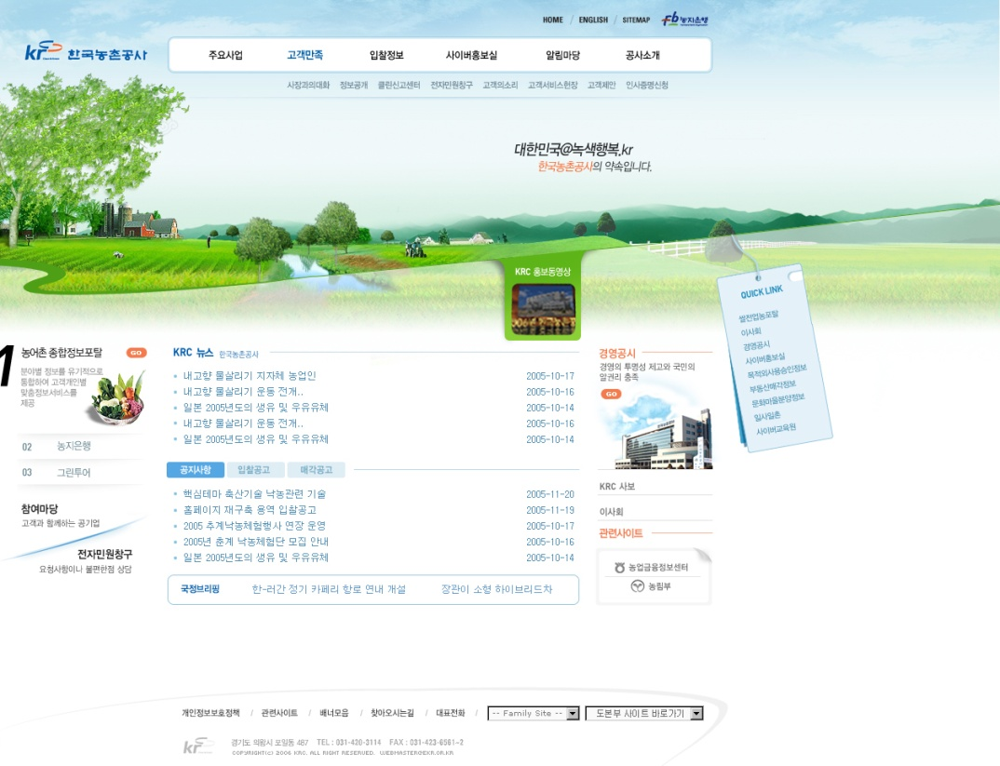 HOME / ENGLISH / SITEMAP fb 농지은행
kr 한국농촌공사
주요사업 고객만족 입찰정보 사이버홍보실 알림마당 공사소개
사장과의대화 정보공개 클린신고센터 전자민원창구 고객의소리 고객서비스헌장 고객제안 인사증명신청
대한민국@녹색행복.kr
한국농촌공사의 약속입니다.
KRC 홍보동영상
QUICK LINK
쌀전업농포탈
이사회
경영공시
사이버홍보실
목적외사용승인정보
부동산매각정보
문화마을분양정보
일사일촌
사이버교육원
1 농어촌 종합정보포탈 GO
분야별 정보를 유기적으로
통합하여 고객개인별
맞춤정보서비스를
제공
02 농지은행
03 그린투어
참여마당
고객과 함께하는 공기업
전자민원창구
요청사항이나 불편한점 상담
KRC 뉴스 한국농촌공사
내고향 물살리기 지자체 농업인 2005-10-17
내고향 물살리기 운동 전개.. 2005-10-16
일본 2005년도의 생유 및 우유유체 2005-10-14
내고향 물살리기 운동 전개.. 2005-10-16
일본 2005년도의 생유 및 우유유체 2005-10-14
공지사항 입찰공고 매각공고
핵심테마 축산기술 낙농관련 기술 2005-11-20
홈페이지 재구축 용역 입찰공고 2005-11-19
2005 추계낙농체험행사 연장 운영 2005-10-17
2005년 춘계 낙농체험단 모집 안내 2005-10-16
일본 2005년도의 생유 및 우유유체 2005-10-14
국정브리핑 한-러간 정기 카페리 항로 연내 개설 장관이 소형 하이브리드차
경영공시
경영의 투명성 제고와 국민의
알권리 충족
GO
KRC 사보
이사회
관련사이트
농업금융정보센터
농림부
개인정보보호정책 / 관련사이트 / 배너모음 / 찾아오시는길 / 대표전화 / -- Family Site -- 도본부 사이트 바로가기
kr 경기도 의왕시 포일동 487 TEL : 031-420-3114 FAX : 031-423-6561~2
COPYRIGHT(c) 2006 KRC. ALL RIGHT RESERVED. WEBMASTER@EKR.OR.KR